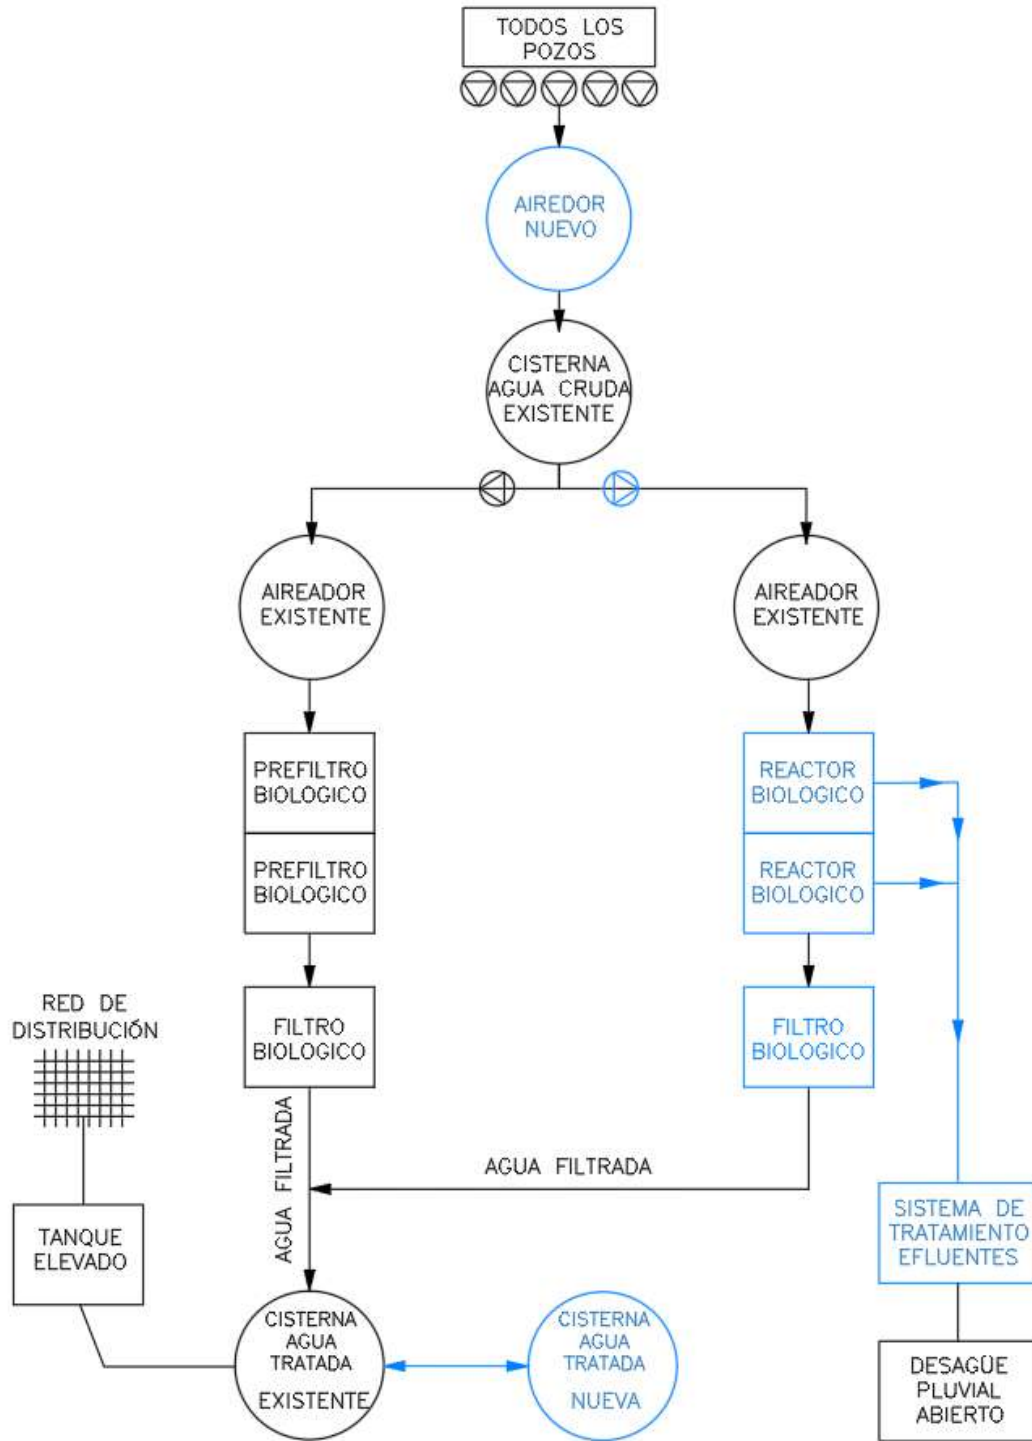 TODOS LOS
POZOS
AIREDOR
NUEVO
CISTERNA
AGUA CRUDA
EXISTENTE
AIREADOR
EXISTENTE
AIREADOR
EXISTENTE
PREFILTRO
BIOLOGICO
REACTOR
BIOLOGICO
PREFILTRO
BIOLOGICO
REACTOR
BIOLOGICO
RED DE
DISTRIBUCIÓN
FILTRO
BIOLOGICO
FILTRO
BIOLOGICO
AGUA FILTRADA
AGUA FILTRADA
TANQUE
ELEVADO
SISTEMA DE
TRATAMIENTO
EFLUENTES
CISTERNA
AGUA
TRATADA
EXISTENTE
CISTERNA
AGUA
TRATADA
NUEVA
DESAGÜE
PLUVIAL
ABIERTO